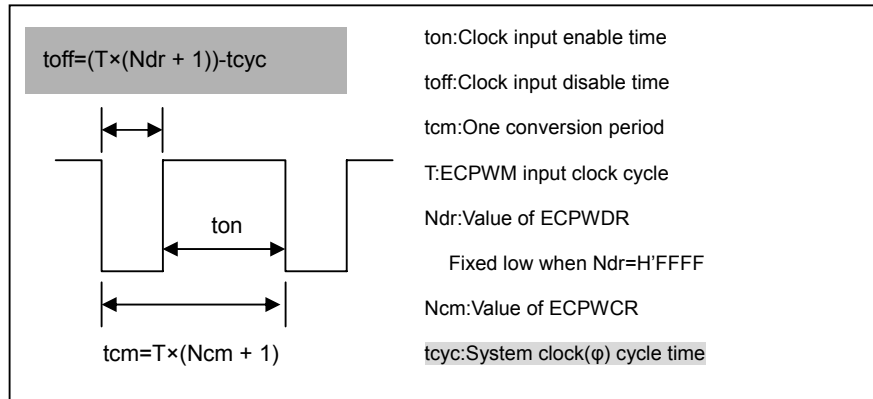 toff=(T×(Ndr + 1))-tcyc
ton
tcm=T×(Ncm + 1)
ton:Clock input enable time
toff:Clock input disable time
tcm:One conversion period
T:ECPWM input clock cycle
Ndr:Value of ECPWDR
Fixed low when Ndr=H’FFFF
Ncm:Value of ECPWCR
tcyc:System clock(φ) cycle time